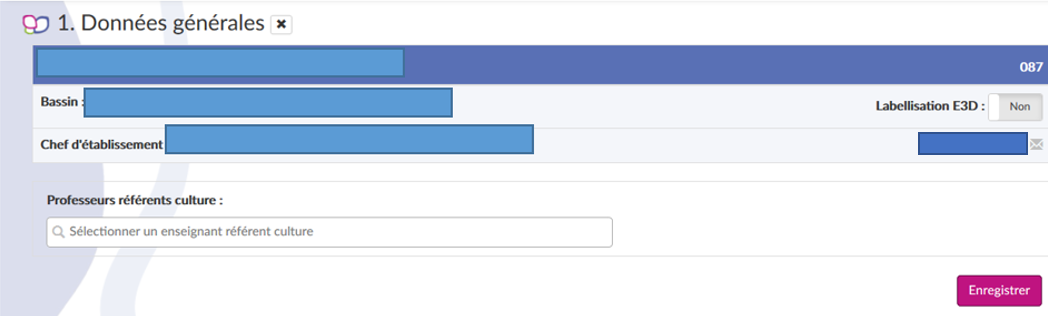 1. Données générales
087
Bassin :
Labellisation E3D : Non
Chef d'établissement
Professeurs référents culture :
Sélectionner un enseignant référent culture
Enregistrer